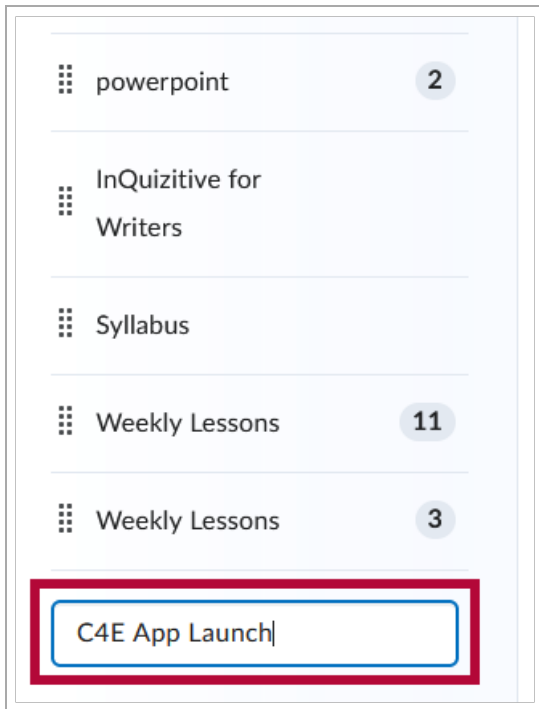 powerpoint 2
InQuizitive for
Writers
Syllabus
Weekly Lessons 11
Weekly Lessons 3
C4E App Launch